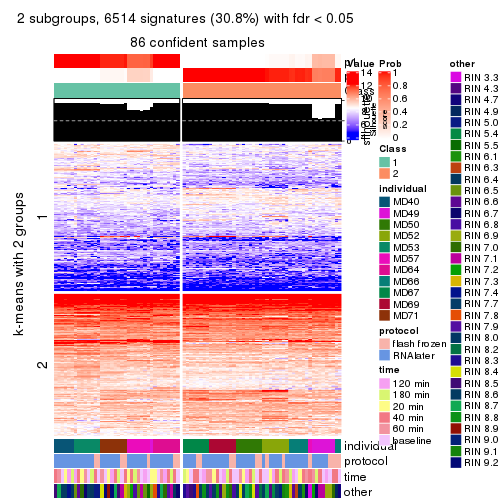 2 subgroups, 6514 signatures (30.8%) with fdr < 0.05
86 confident samples
k-means with 2 groups
1
2
Value
14
12
10
8
6
Prob
1
0.8
0.6
0.4
0.2
0
Silhouette
score
Class
1
2
individual
MD40
MD49
MD50
MD52
MD53
MD57
MD64
MD66
MD67
MD69
MD71
protocol
flash frozen
RNAlater
time
120 min
180 min
20 min
40 min
60 min
baseline
other
RIN 3.3
RIN 4.3
RIN 4.7
RIN 4.9
RIN 5.0
RIN 5.4
RIN 5.5
RIN 6.1
RIN 6.3
RIN 6.4
RIN 6.5
RIN 6.6
RIN 6.7
RIN 6.8
RIN 6.9
RIN 7.0
RIN 7.1
RIN 7.2
RIN 7.3
RIN 7.4
RIN 7.7
RIN 7.8
RIN 7.9
RIN 8.0
RIN 8.2
RIN 8.3
RIN 8.4
RIN 8.5
RIN 8.6
RIN 8.7
RIN 8.8
RIN 8.9
RIN 9.0
RIN 9.1
RIN 9.2
individual
protocol
time
other